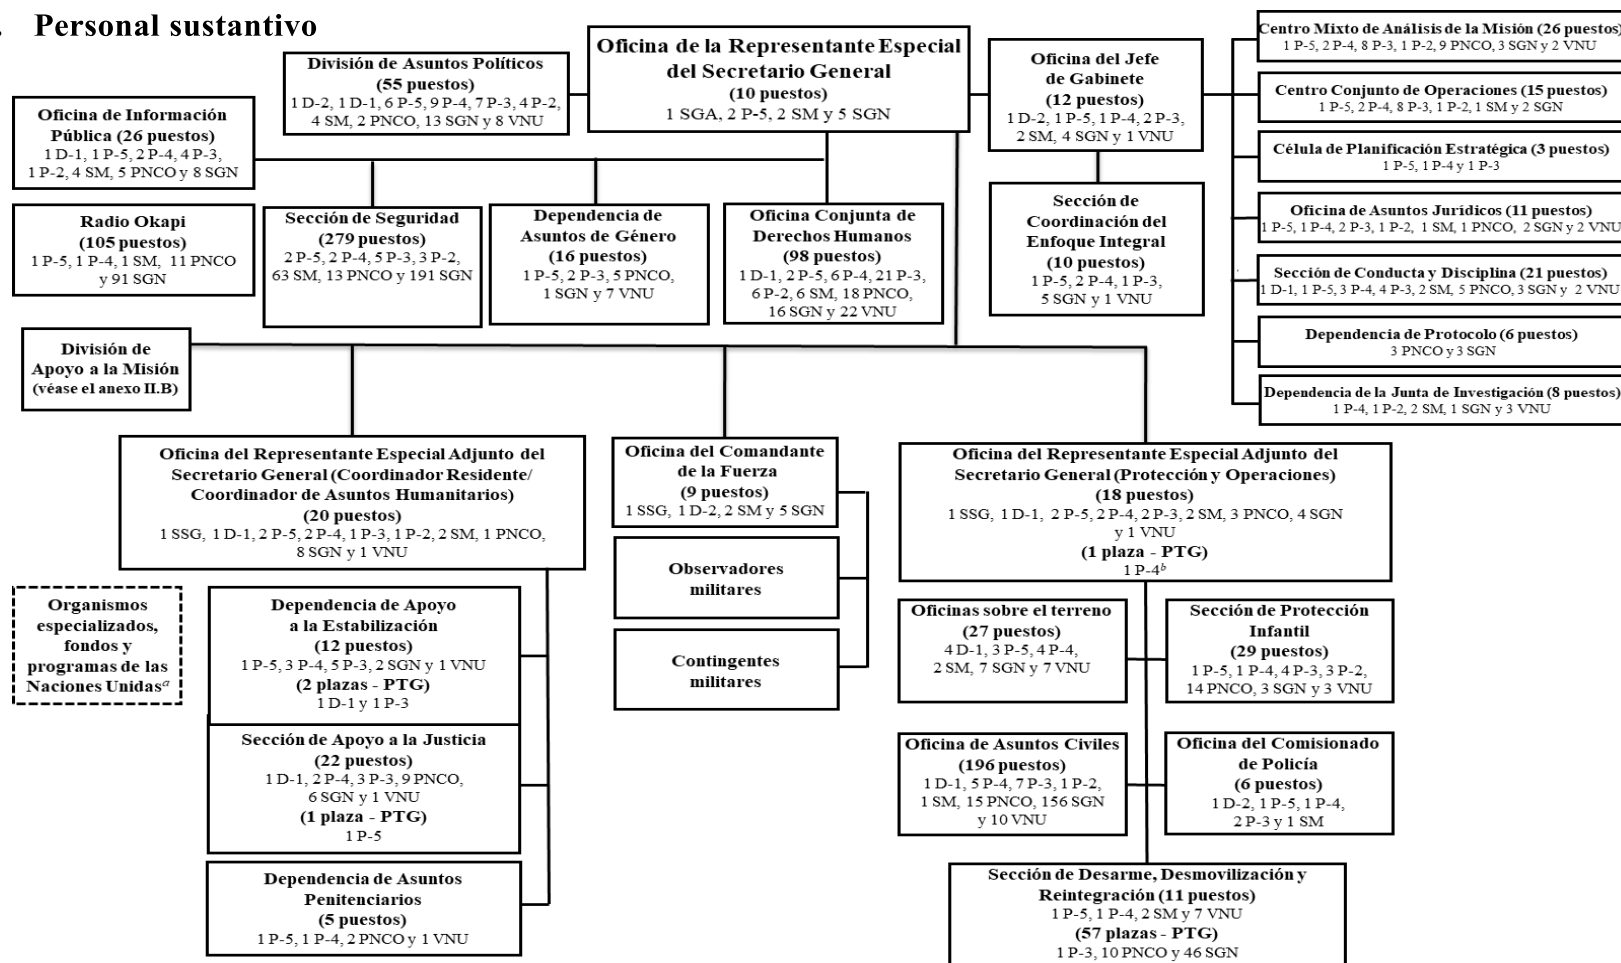 . Personal sustantivo
Oficina de la Representante Especial
del Secretario General
(10 puestos)
1 SGA, 2 P-5, 2 SM y 5 SGN
División de Asuntos Políticos
(55 puestos)
1 D-2, 1 D-1, 6 P-5, 9 P-4, 7 P-3, 4 P-2,
4 SM, 2 PNCO, 13 SGN y 8 VNU
Oficina del Jefe
de Gabinete
(12 puestos)
1 D-2, 1 P-5, 1 P-4, 2 P-3,
2 SM, 4 SGN y 1 VNU
Centro Mixto de Análisis de la Misión (26 puestos)
1 P-5, 2 P-4, 8 P-3, 1 P-2, 9 PNCO, 3 SGN y 2 VNU
Centro Conjunto de Operaciones (15 puestos)
1 P-5, 2 P-4, 8 P-3, 1 P-2, 1 SM y 2 SGN
Célula de Planificación Estratégica (3 puestos)
1 P-5, 1 P-4 y 1 P-3
Oficina de Asuntos Jurídicos (11 puestos)
1 P-5, 1 P-4, 2 P-3, 1 P-2, 1 SM, 1 PNCO, 2 SGN y 2 VNU
Sección de Conducta y Disciplina (21 puestos)
1 D-1, 1 P-5, 3 P-4, 4 P-3, 2 SM, 5 PNCO, 3 SGN y 2 VNU
Dependencia de Protocolo (6 puestos)
3 PNCO y 3 SGN
Dependencia de la Junta de Investigación (8 puestos)
1 P-4, 1 P-2, 2 SM, 1 SGN y 3 VNU
Oficina de Información
Pública (26 puestos)
1 D-1, 1 P-5, 2 P-4, 4 P-3,
1 P-2, 4 SM, 5 PNCO y 8 SGN
Radio Okapi
(105 puestos)
1 P-5, 1 P-4, 1 SM, 11 PNCO
y 91 SGN
Sección de Seguridad
(279 puestos)
2 P-5, 2 P-4, 5 P-3, 3 P-2,
63 SM, 13 PNCO y 191 SGN
Dependencia de
Asuntos de Género
(16 puestos)
1 P-5, 2 P-3, 5 PNCO,
1 SGN y 7 VNU
Oficina Conjunta de
Derechos Humanos
(98 puestos)
1 D-1, 2 P-5, 6 P-4, 21 P-3,
6 P-2, 6 SM, 18 PNCO,
16 SGN y 22 VNU
Sección de
Coordinación del
Enfoque Integral
(10 puestos)
1 P-5, 2 P-4, 1 P-3,
5 SGN y 1 VNU
División de
Apoyo a la Misión
(véase el anexo II.B)
Oficina del Representante Especial Adjunto del
Secretario General (Coordinador Residente/
Coordinador de Asuntos Humanitarios)
(20 puestos)
1 SSG, 1 D-1, 2 P-5, 2 P-4, 1 P-3, 1 P-2, 2 SM, 1 PNCO,
8 SGN y 1 VNU
Oficina del Comandante
de la Fuerza
(9 puestos)
1 SSG, 1 D-2, 2 SM y 5 SGN
Observadores
militares
Contingentes
militares
Oficina del Representante Especial Adjunto del
Secretario General (Protección y Operaciones)
(18 puestos)
1 SSG, 1 D-1, 2 P-5, 2 P-4, 2 P-3, 2 SM, 3 PNCO, 4 SGN
y 1 VNU
(1 plaza - PTG)
1 P-4b
Organismos
especializados,
fondos y
programas de las
Naciones Unidasa
Dependencia de Apoyo
a la Estabilización
(12 puestos)
1 P-5, 3 P-4, 5 P-3, 2 SGN y 1 VNU
(2 plazas - PTG)
1 D-1 y 1 P-3
Sección de Apoyo a la Justicia
(22 puestos)
1 D-1, 2 P-4, 3 P-3, 9 PNCO,
6 SGN y 1 VNU
(1 plaza - PTG)
1 P-5
Dependencia de Asuntos
Penitenciarios
(5 puestos)
1 P-5, 1 P-4, 2 PNCO y 1 VNU
Oficinas sobre el terreno
(27 puestos)
4 D-1, 3 P-5, 4 P-4,
2 SM, 7 SGN y 7 VNU
Sección de Protección
Infantil
(29 puestos)
1 P-5, 1 P-4, 4 P-3, 3 P-2,
14 PNCO, 3 SGN y 3 VNU
Oficina de Asuntos Civiles
(196 puestos)
1 D-1, 5 P-4, 7 P-3, 1 P-2,
1 SM, 15 PNCO, 156 SGN
y 10 VNU
Oficina del Comisionado
de Policía
(6 puestos)
1 D-2, 1 P-5, 1 P-4,
2 P-3 y 1 SM
Sección de Desarme, Desmovilización y
Reintegración (11 puestos)
1 P-5, 1 P-4, 2 SM y 7 VNU
(57 plazas - PTG)
1 P-3, 10 PNCO y 46 SGN